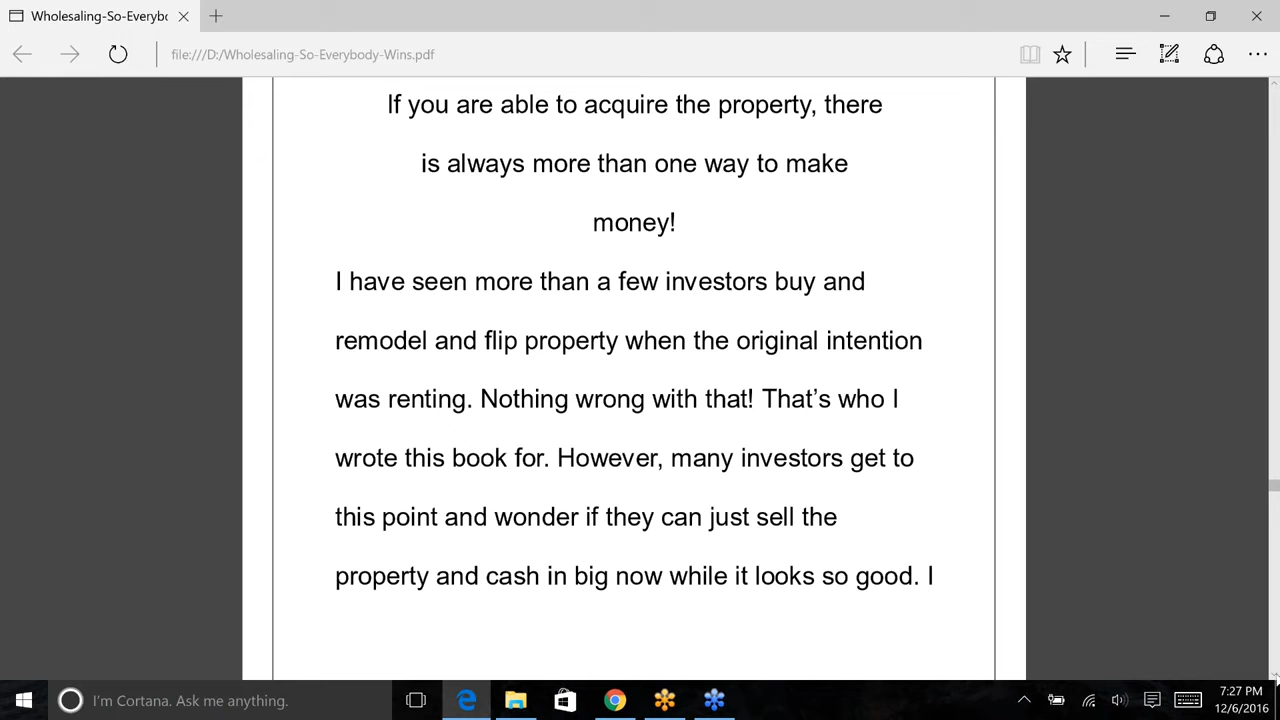 Wholesaling-So-Everybo
file:///D:/Wholesaling-So-Everybody-Wins.pdf
If you are able to acquire the property, there
is always more than one way to make
money!
I have seen more than a few investors buy and
remodel and flip property when the original intention
was renting. Nothing wrong with that! That’s who I
wrote this book for. However, many investors get to
this point and wonder if they can just sell the
property and cash in big now while it looks so good. I
I'm Cortana. Ask me anything.
7:27 PM
12/6/2016